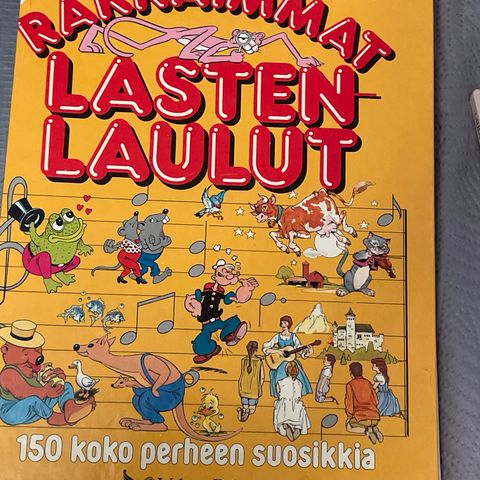 RAKKAIMMAT
LASTEN-
LAULUT
150 koko perheen suosikkia